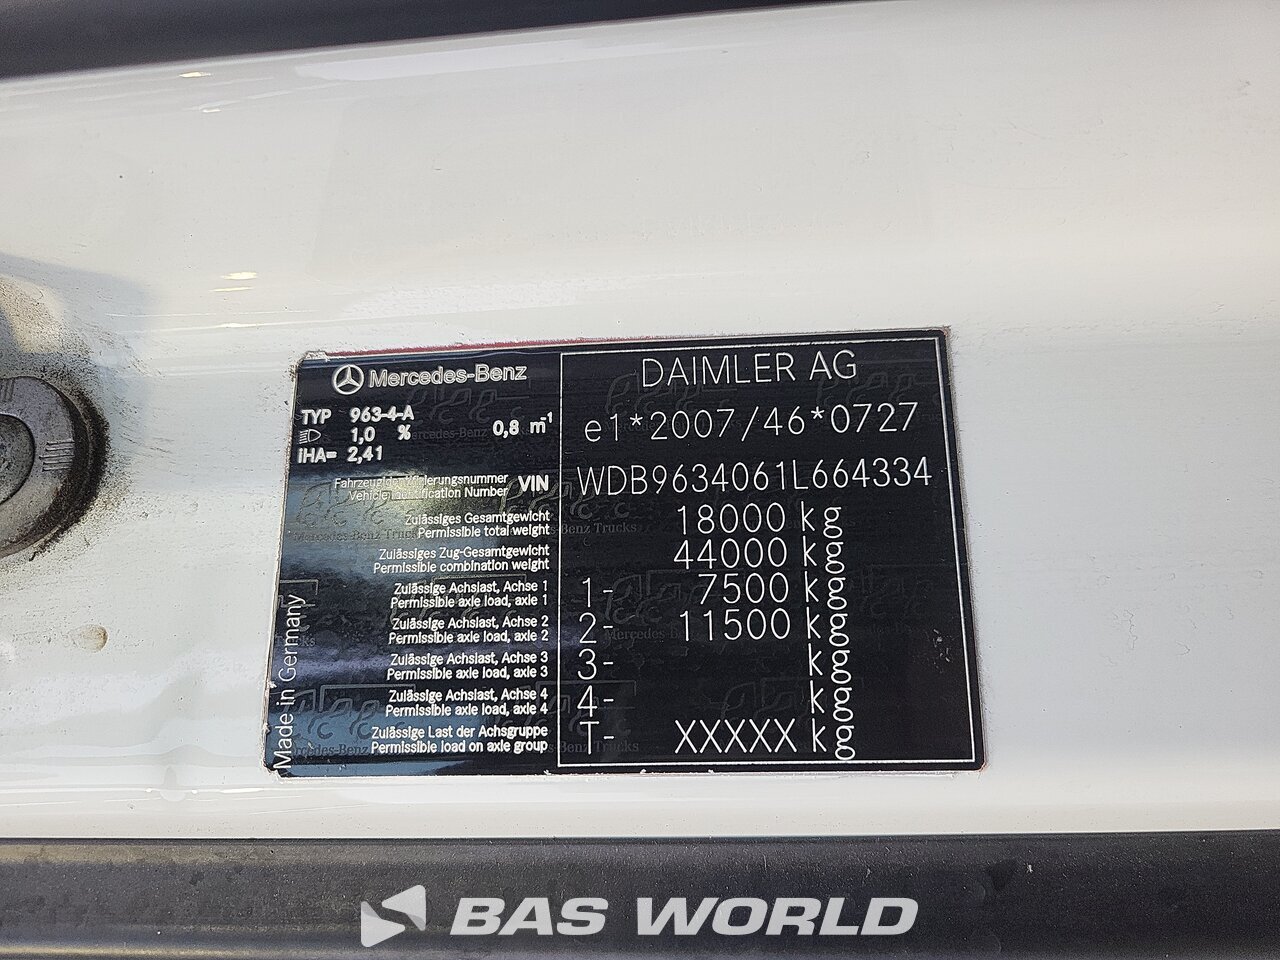 Mercedes-Benz
DAIMLER AG
TYP 963-4-A
1,0 % 0,8 m-1
e1*2007/46*0727
IHA= 2,41
Fahrzeugidentifizierungsnummer
Vehicle Identification Number VIN WDB9634061L664334
Zulässiges Gesamtgewicht
Permissible total weight 18000 kg
Zulässiges Zug-Gesamtgewicht
Permissible combination weight 44000 kg
Zulässige Achslast, Achse 1
Permissible axle load, axle 1 1- 7500 kg
Zulässige Achslast, Achse 2
Permissible axle load, axle 2 2- 11500 kg
Zulässige Achslast, Achse 3
Permissible axle load, axle 3 3- kg
Zulässige Achslast, Achse 4
Permissible axle load, axle 4 4- kg
Zulässige Last der Achsgruppe
Permissible load on axle group T- XXXXX kg
Made in Germany
BAS WORLD